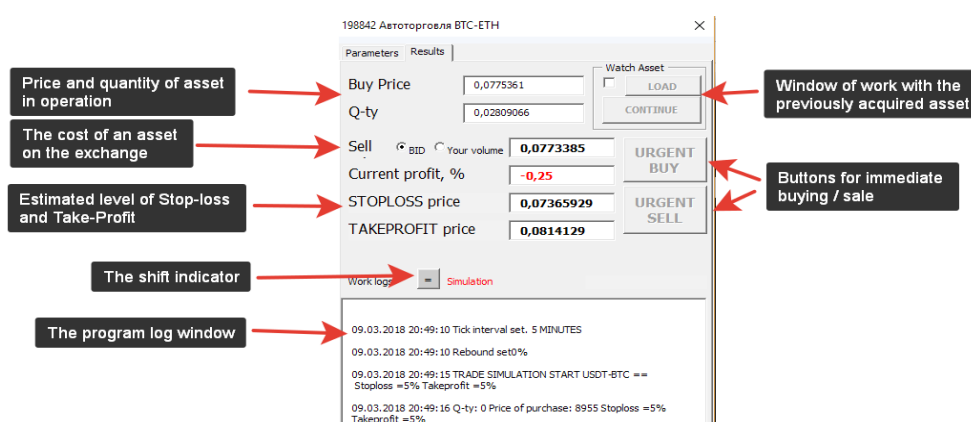 198842 Автоторговля BTC-ETH
Parameters Results
Price and quantity of asset
in operation
Buy Price 0,0775361
Q-ty 0,02809066
Watch Asset
LOAD
CONTINUE
Window of work with the
previously acquired asset
The cost of an asset
on the exchange
Sell BID Your volume 0,0773385
Current profit, % -0,25
URGENT
BUY
Buttons for immediate
buying / sale
Estimated level of Stop-loss
and Take-Profit
STOPLOSS price 0,07365929
TAKEPROFIT price 0,0814129
URGENT
SELL
The shift indicator
Work logs = Simulation
The program log window
09.03.2018 20:49:10 Tick interval set. 5 MINUTES
09.03.2018 20:49:10 Rebound set0%
09.03.2018 20:49:15 TRADE SIMULATION START USDT-BTC ==
Stoploss =5% Takeprofit =5%
09.03.2018 20:49:16 Q-ty: 0 Price of purchase: 8955 Stoploss =5%
Takeprofit =5%